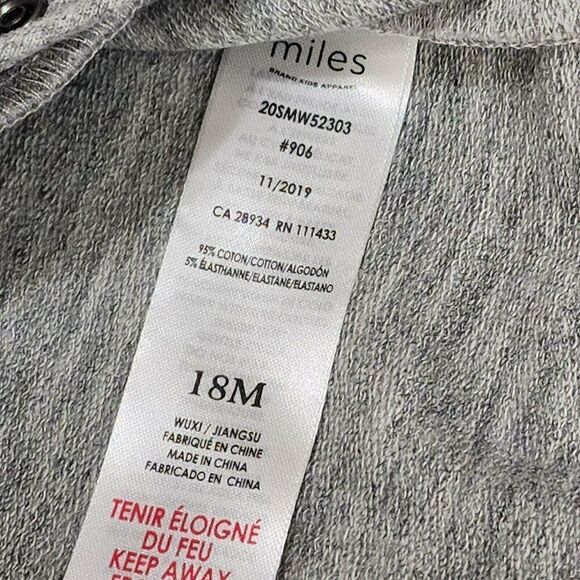 miles
BRAND KIDS APPAREL
20SMW52303
#906
11/2019
CA 28934 RN 111433
95% COTON/COTTON/ALGODÓN
5% ÉLASTHANNE/ELASTANE/ELASTANO
18M
WUXI / JIANGSU
FABRIQUÉ EN CHINE
MADE IN CHINA
FABRICADO EN CHINA
TENIR ÉLOIGNÉ
DU FEU
KEEP AWAY